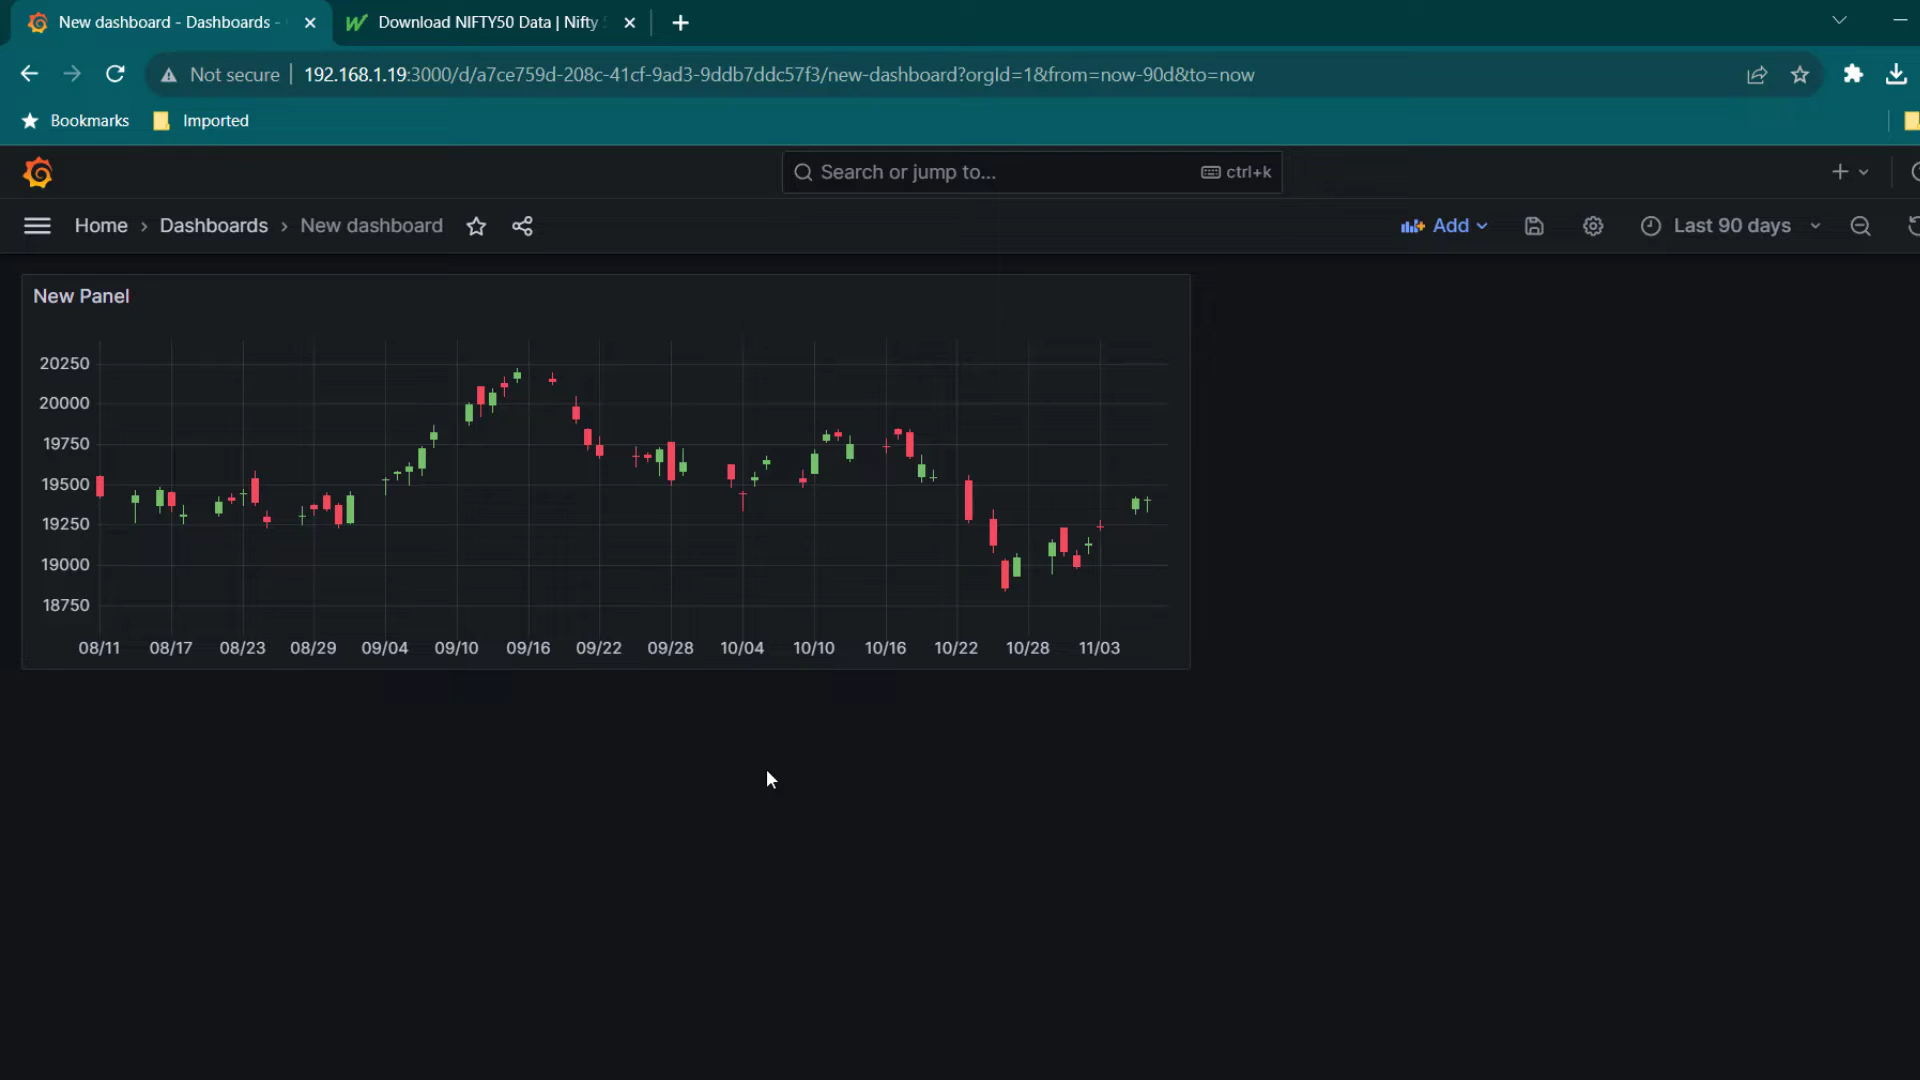 New dashboard - Dashboards -
Download NIFTY50 Data | Nifty
Not secure 192.168.1.19:3000/d/a7ce759d-208c-41cf-9ad3-9ddb7ddc57f3/new-dashboard?orgId=1&from=now-90d&to=now
Bookmarks Imported
Search or jump to... ctrl+k
Home › Dashboards › New dashboard Add Last 90 days
New Panel
20250
20000
19750
19500
19250
19000
18750
08/11 08/17 08/23 08/29 09/04 09/10 09/16 09/22 09/28 10/04 10/10 10/16 10/22 10/28 11/03